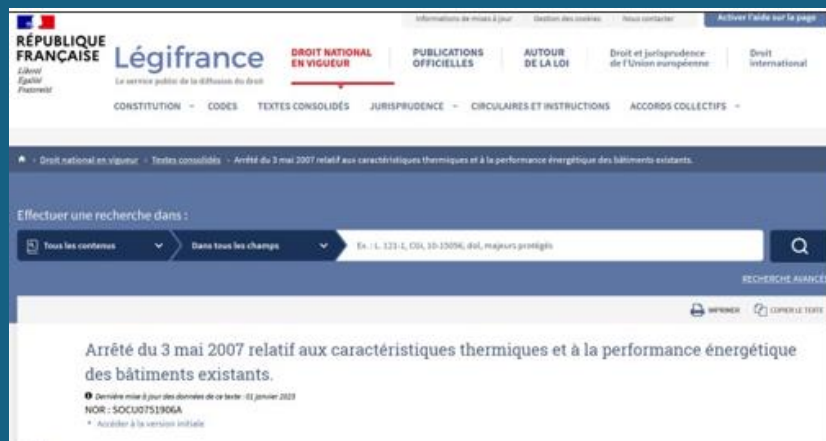 Informations de mises à jour Gestion des cookies Nous contacter Activer l'aide sur la page
RÉPUBLIQUE
FRANÇAISE
Liberté
Égalité
Fraternité
Légifrance
Le service public de la diffusion du droit
DROIT NATIONAL
EN VIGUEUR
PUBLICATIONS
OFFICIELLES
AUTOUR
DE LA LOI
Droit et jurisprudence
de l'Union européenne
Droit
international
CONSTITUTION CODES TEXTES CONSOLIDÉS JURISPRUDENCE CIRCULAIRES ET INSTRUCTIONS ACCORDS COLLECTIFS
Droit national en vigueur Textes consolidés Arrêté du 3 mai 2007 relatif aux caractéristiques thermiques et à la performance énergétique des bâtiments existants.
Effectuer une recherche dans :
Tous les contenus Dans tous les champs Ex. : L. 121-1, CGI, 10-15056, dol, majeurs protégés
RECHERCHE AVANCÉE
IMPRIMER COPIER LE TEXTE
Arrêté du 3 mai 2007 relatif aux caractéristiques thermiques et à la performance énergétique
des bâtiments existants.
Dernière mise à jour des données de ce texte : 01 janvier 2023
NOR : SOCU0751906A
Accéder à la version initiale